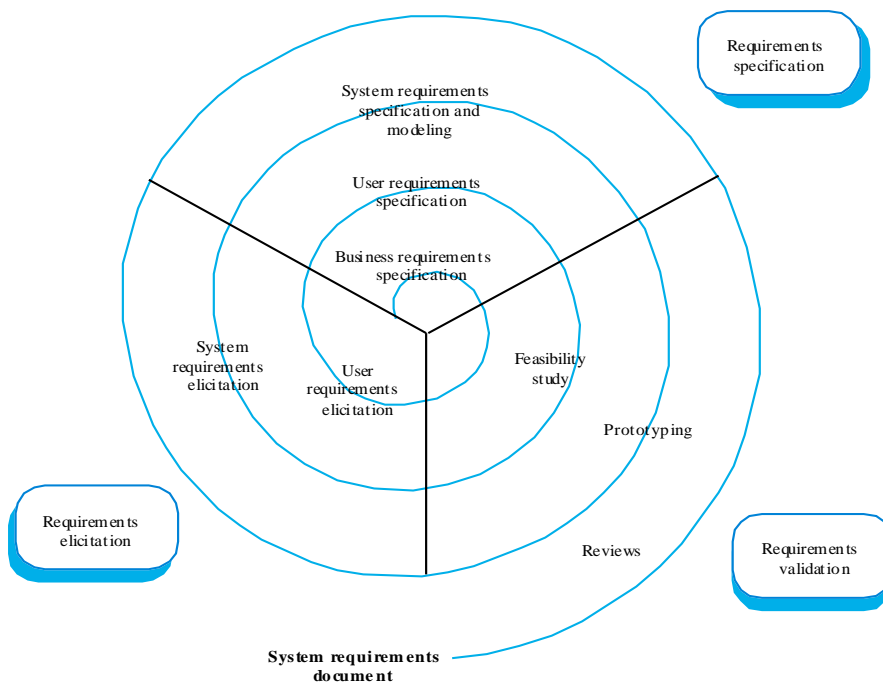 Requirements
specification
System requirements
specification and
modeling
User requirements
specification
Business requirements
specification
System
requirements
elicitation
User
requirements
elicitation
Feasibility
study
Prototyping
Reviews
Requirements
elicitation
Requirements
validation
System requirements
document